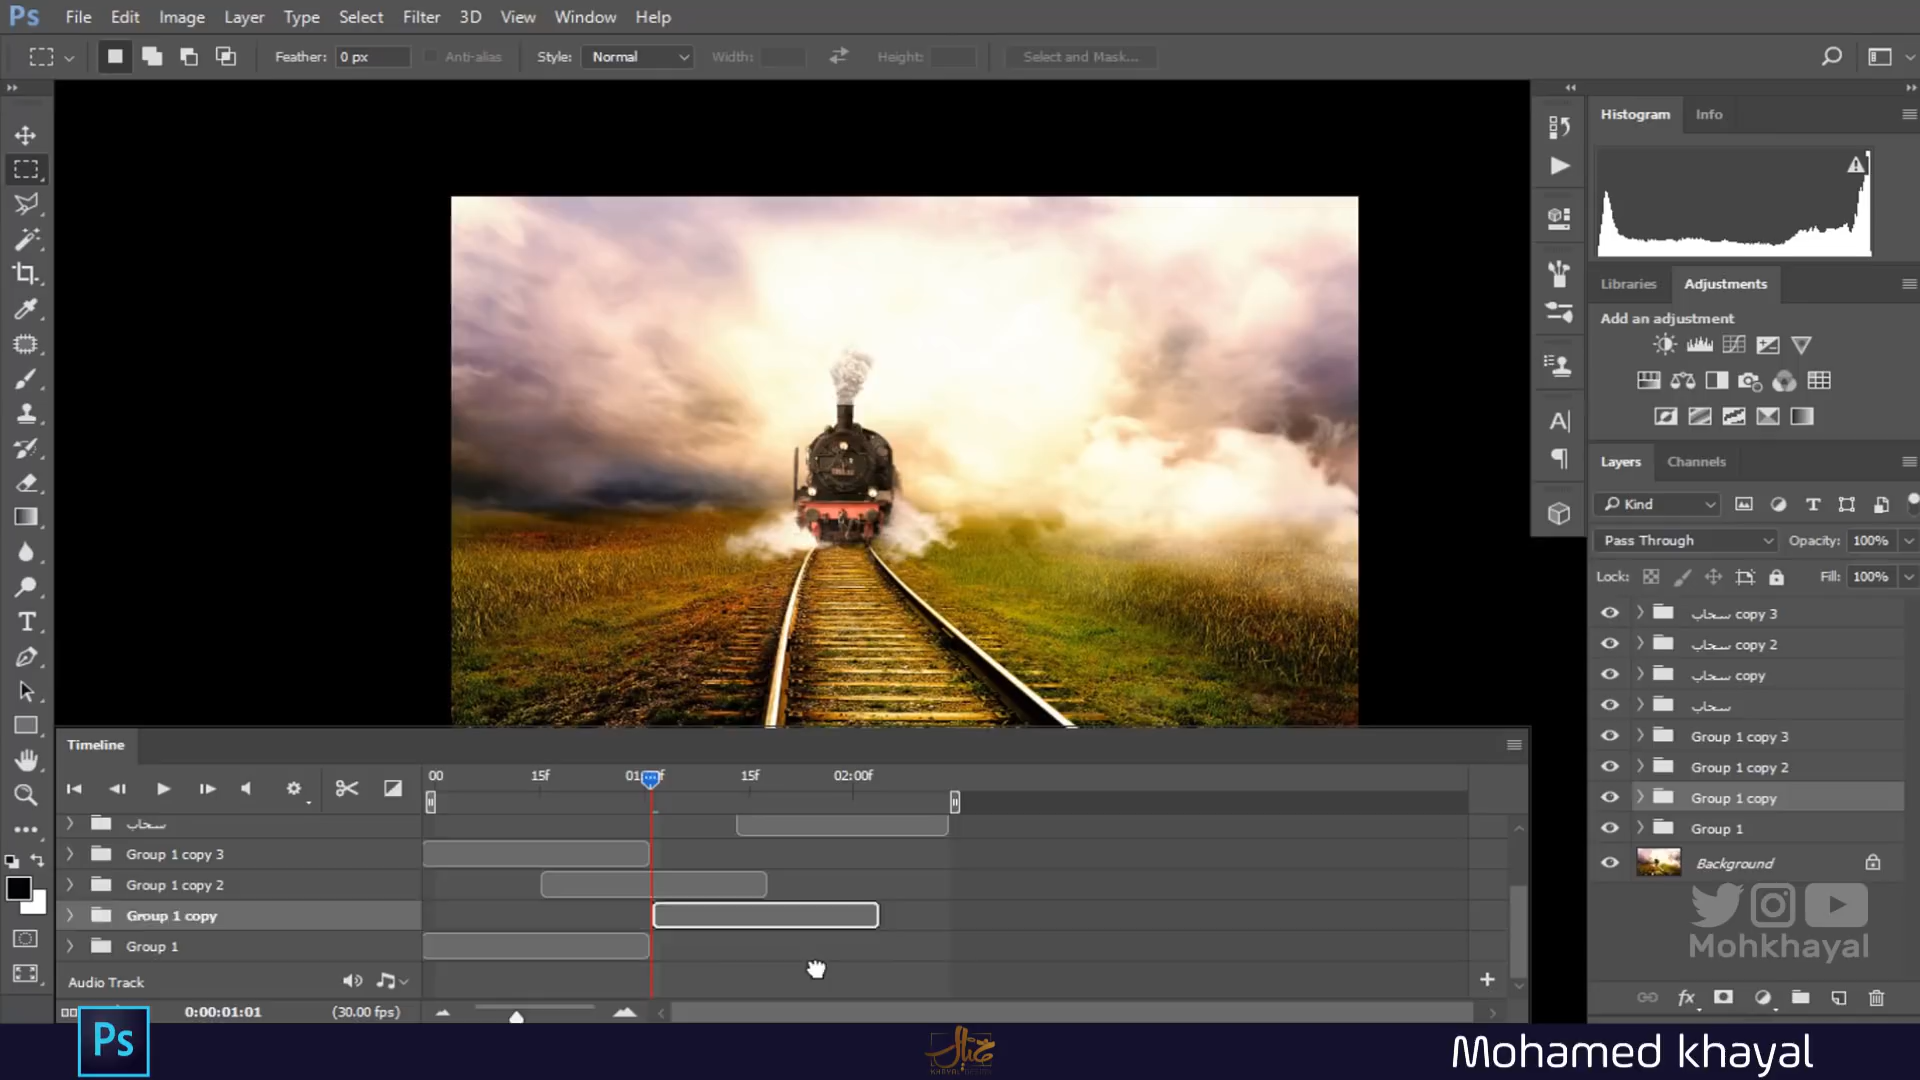 Ps File Edit Image Layer Type Select Filter 3D View Window Help
Feather: 0 px Anti-alias Style: Normal Width: Height: Select and Mask...
Histogram Info
Libraries Adjustments
Add an adjustment
Layers Channels
Kind
Pass Through Opacity: 100%
Lock: Fill: 100%
سحاب copy 3
سحاب copy 2
سحاب copy
سحاب
Group 1 copy 3
Group 1 copy 2
Group 1 copy
Group 1
Background
Mohkhayal
Timeline
00 15f 15f 02:00f
سحاب
Group 1 copy 3
Group 1 copy 2
Group 1 copy
Group 1
Audio Track
0:00:01:01 (30.00 fps)
Ps
Mohamed khayal